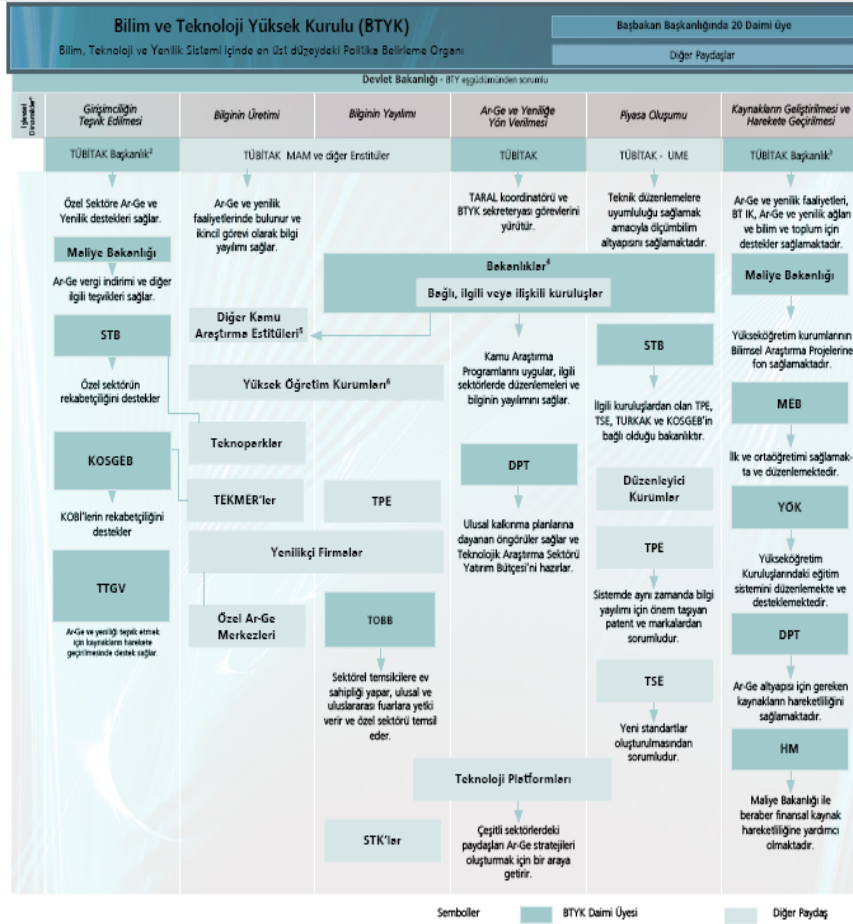 Bilim ve Teknoloji Yüksek Kurulu (BTYK)
Bilim, Teknoloji ve Yenilik Sistemi içinde en üst düzeydeki Politika Belirleme Organı
Başbakan Başkanlığında 20 Daimi üye
Diğer Paydaşlar
Devlet Bakanlığı - BTY eşgüdümünden sorumlu
İşlevsel
Dinamikler¹
Girişimciliğin
Teşvik Edilmesi
Bilginin Üretimi
Bilginin Yayılımı
Ar-Ge ve Yeniliğe
Yön Verilmesi
Piyasa Oluşumu
Kaynakların Geliştirilmesi ve
Harekete Geçirilmesi
TÜBİTAK Başkanlık²
TÜBİTAK MAM ve diğer Enstitüler
TÜBİTAK
TÜBİTAK - UME
TÜBİTAK Başkanlık³
Özel Sektöre Ar-Ge ve
Yenilik destekleri sağlar.
Maliye Bakanlığı
Ar-Ge vergi indirimi ve diğer
ilgili teşvikleri sağlar.
STB
Özel sektörün
rekabetçiliğini destekler
KOSGEB
KOBİ'lerin rekabetçiliğini
destekler
TTGV
Ar-Ge ve yeniliği teşvik etmek
için kaynakların harekete
geçirilmesinde destek sağlar.
Ar-Ge ve yenilik
faaliyetlerinde bulunur ve
ikincil görevi olarak bilgi
yayılımı sağlar.
Diğer Kamu
Araştırma Estitüleri⁵
Yüksek Öğretim Kurumları⁶
Teknoparklar
TEKMER'ler
TPE
Yenilikçi Firmalar
Özel Ar-Ge
Merkezleri
TOBB
Sektörel temsilcilere ev
sahipliği yapar, ulusal ve
uluslararası fuarlara yetki
verir ve özel sektörü temsil
eder.
STK'lar
TARAL koordinatörü ve
BTYK sekreteryası görevlerini
yürütür.
Bakanlıklar⁴
Bağlı, ilgili veya ilişkili kuruluşlar
Kamu Araştırma
Programlarını uygular, ilgili
sektörlerde düzenlemeleri ve
bilginin yayılımını sağlar.
DPT
Ulusal kalkınma planlarına
dayanan öngörüler sağlar ve
Teknolojik Araştırma Sektörü
Yatırım Bütçesi'ni hazırlar.
Teknoloji Platformları
Çeşitli sektörlerdeki
paydaşları Ar-Ge stratejileri
oluşturmak için bir araya
getirir.
Teknik düzenlemelere
uyumluluğu sağlamak
amacıyla ölçümbilim
altyapısını sağlamaktadır.
STB
İlgili kuruluşlardan olan TPE,
TSE, TURKAK ve KOSGEB'in
bağlı olduğu bakanlıktır.
Düzenleyici
Kurumlar
TPE
Sistemde aynı zamanda bilgi
yayılımı için önem taşıyan
patent ve markalardan
sorumludur.
TSE
Yeni standartlar
oluşturulmasından
sorumludur.
Ar-Ge ve yenilik faaliyetleri,
BT IK, Ar-Ge ve yenilik ağları
ve bilim ve toplum için
destekler sağlamaktadır.
Maliye Bakanlığı
Yükseköğretim kurumlarının
Bilimsel Araştırma Projelerine
fon sağlamaktadır.
MEB
İlk ve ortaöğretimi sağlamak-
ta ve düzenlemektedir.
YÖK
Yükseköğretim
Kuruluşlarındaki eğitim
sistemini düzenlemekte ve
desteklemektedir.
DPT
Ar-Ge altyapısı için gereken
kaynakların hareketliliğini
sağlamaktadır.
HM
Maliye Bakanlığı ile
beraber finansal kaynak
hareketliliğine yardımcı
olmaktadır.
Semboller
BTYK Daimi Üyesi
Diğer Paydaş